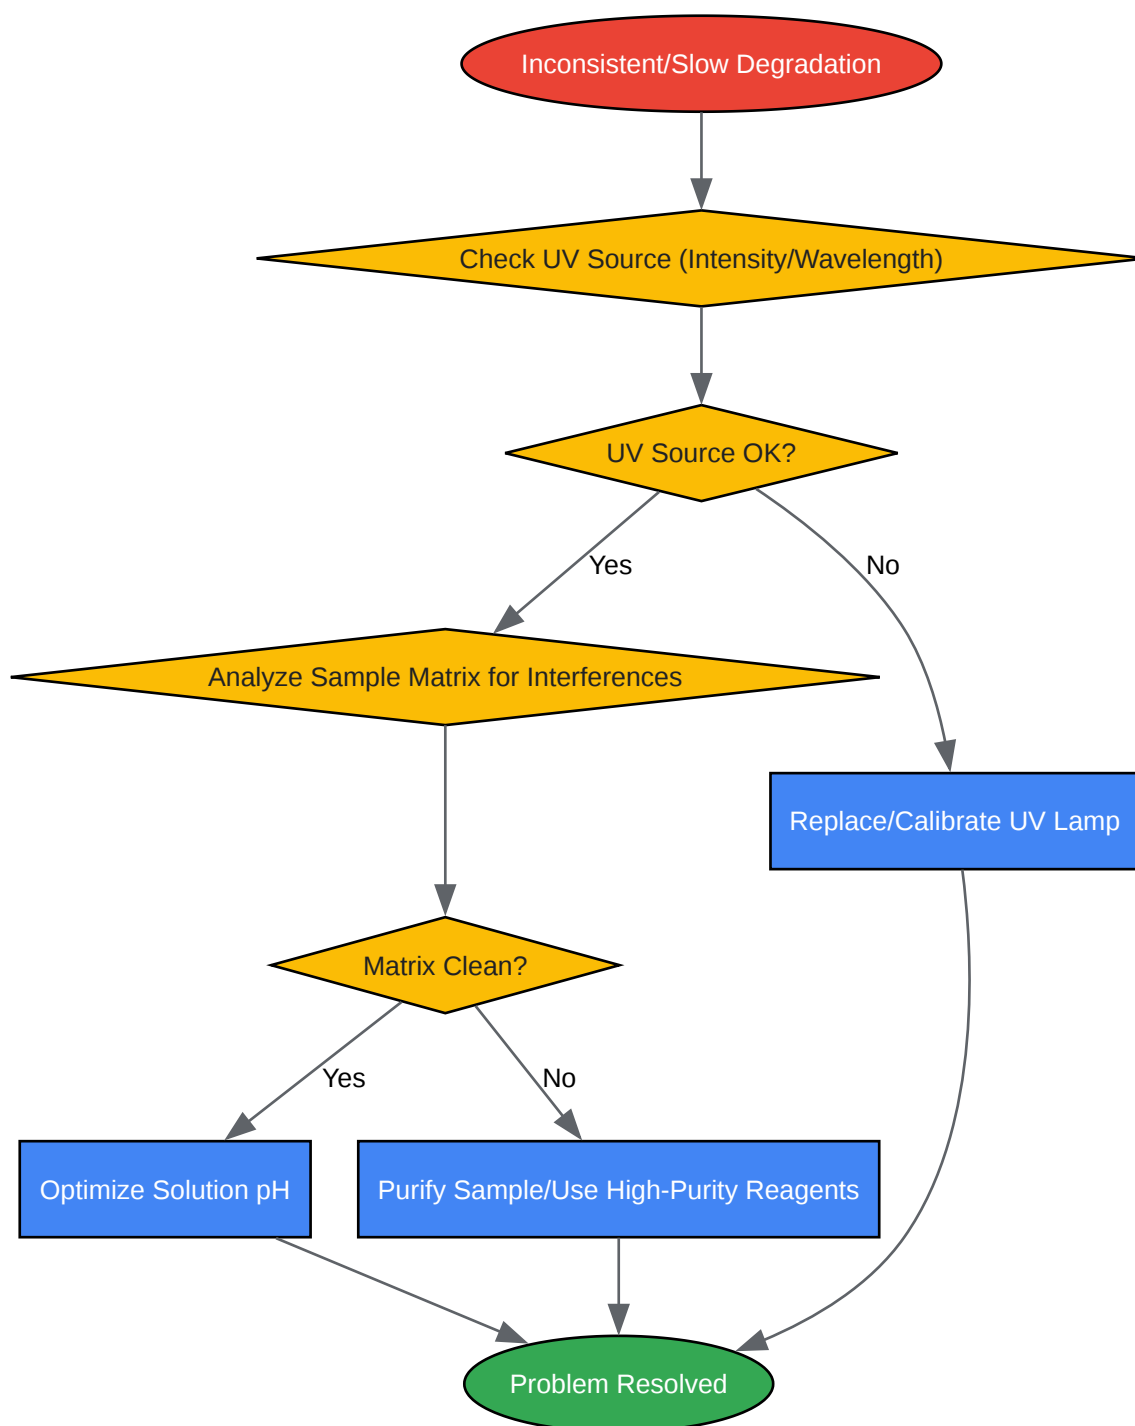 Inconsistent/Slow Degradation
Check UV Source (Intensity/Wavelength)
UV Source OK?
Yes
No
Analyze Sample Matrix for Interferences
Replace/Calibrate UV Lamp
Matrix Clean?
Yes
No
Optimize Solution pH
Purify Sample/Use High-Purity Reagents
Problem Resolved